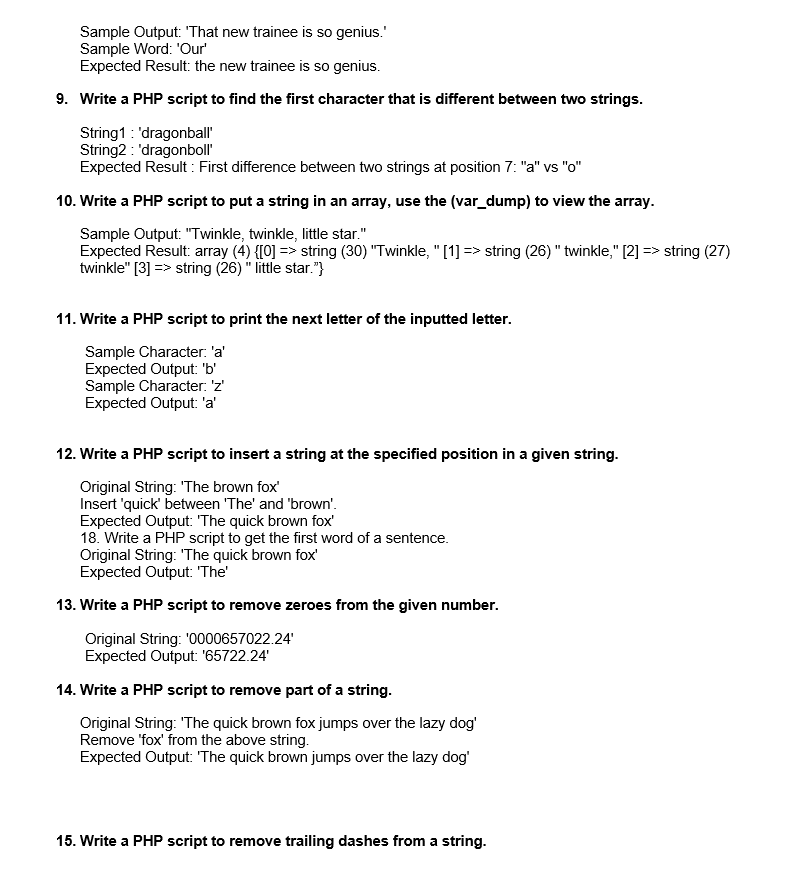 Sample Output: 'That new trainee is so genius.'
Sample Word: 'Our'
Expected Result: the new trainee is so genius.
9. Write a PHP script to find the first character that is different between two strings.
String1 : 'dragonball'
String2 : 'dragonboll'
Expected Result : First difference between two strings at position 7: "a" vs "o"
10. Write a PHP script to put a string in an array, use the (var_dump) to view the array.
Sample Output: "Twinkle, twinkle, little star."
Expected Result: array (4) {[0] => string (30) "Twinkle, " [1] => string (26) " twinkle," [2] => string (27)
twinkle" [3] => string (26) " little star.”}
11. Write a PHP script to print the next letter of the inputted letter.
Sample Character: 'a'
Expected Output: 'b'
Sample Character: 'z'
Expected Output: 'a'
12. Write a PHP script to insert a string at the specified position in a given string.
Original String: 'The brown fox'
Insert 'quick' between 'The' and 'brown'.
Expected Output: 'The quick brown fox'
18. Write a PHP script to get the first word of a sentence.
Original String: 'The quick brown fox'
Expected Output: 'The'
13. Write a PHP script to remove zeroes from the given number.
Original String: '0000657022.24'
Expected Output: '65722.24'
14. Write a PHP script to remove part of a string.
Original String: 'The quick brown fox jumps over the lazy dog'
Remove 'fox' from the above string.
Expected Output: 'The quick brown jumps over the lazy dog'
15. Write a PHP script to remove trailing dashes from a string.